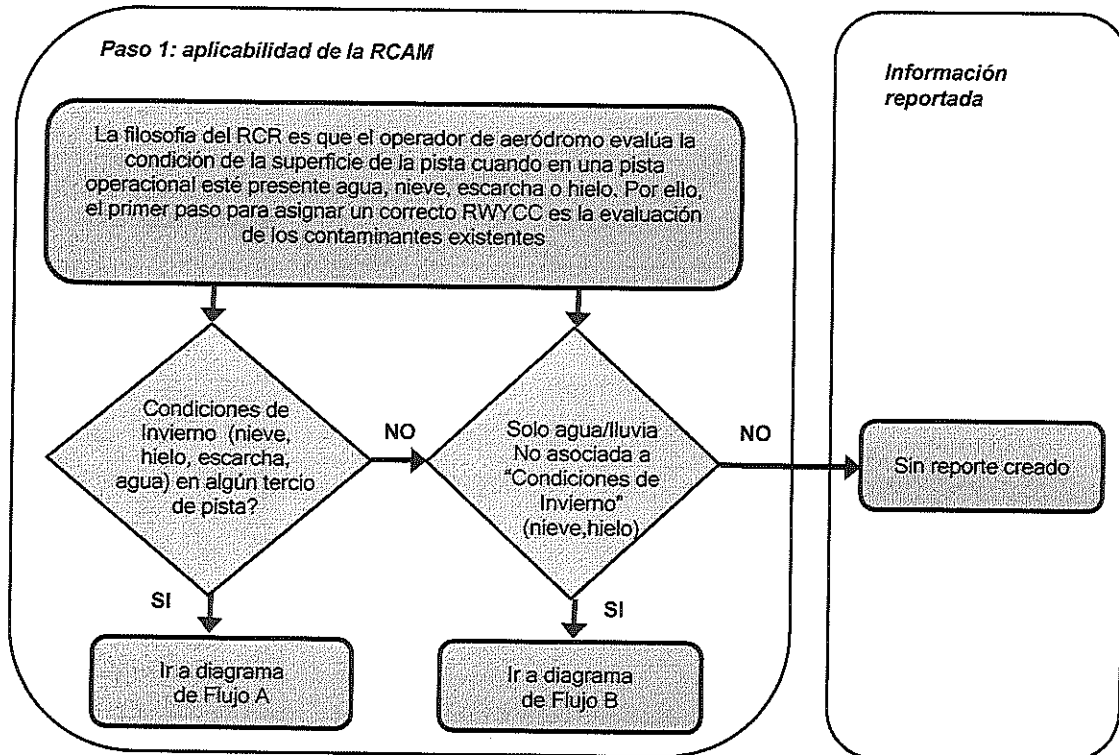 Paso 1: aplicabilidad de la RCAM
La filosofía del RCR es que el operador de aeródromo evalúa la
condición de la superficie de la pista cuando en una pista
operacional esté presente agua, nieve, escarcha o hielo. Por ello,
el primer paso para asignar un correcto RWYCC es la evaluación
de los contaminantes existentes
Condiciones de
Invierno (nieve,
hielo, escarcha,
agua) en algún tercio
de pista?
NO
Solo agua/lluvia
No asociada a
"Condiciones de
Invierno"
(nieve,hielo)
NO
SI
SI
Ir a diagrama
de Flujo A
Ir a diagrama
de Flujo B
Información
reportada
Sin reporte creado